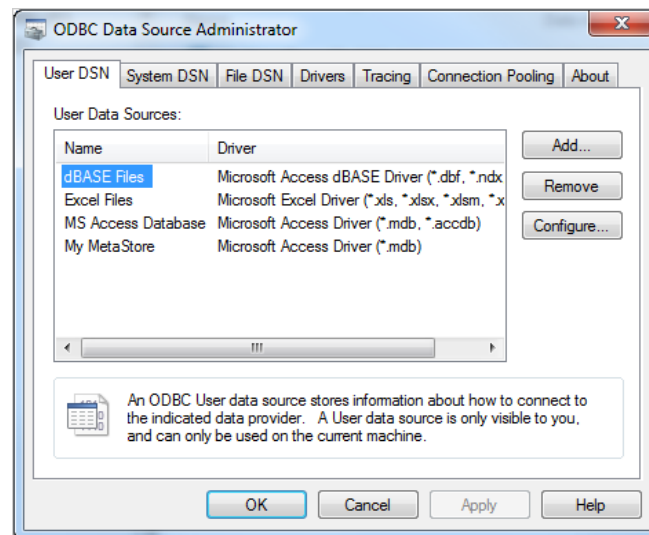 ODBC Data Source Administrator
User DSN System DSN File DSN Drivers Tracing Connection Pooling About
User Data Sources:
Name Driver
dBASE Files Microsoft Access dBASE Driver (*.dbf, *.ndx
Excel Files Microsoft Excel Driver (*.xls, *.xlsx, *.xlsm, *.x
MS Access Database Microsoft Access Driver (*.mdb, *.accdb)
My MetaStore Microsoft Access Driver (*.mdb)
Add...
Remove
Configure...
An ODBC User data source stores information about how to connect to
the indicated data provider. A User data source is only visible to you,
and can only be used on the current machine.
OK Cancel Apply Help